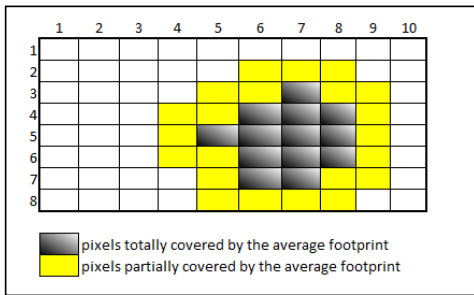 1 2 3 4 5 6 7 8 9 10
1
2
3
4
5
6
7
8
pixels totally covered by the average footprint
pixels partially covered by the average footprint